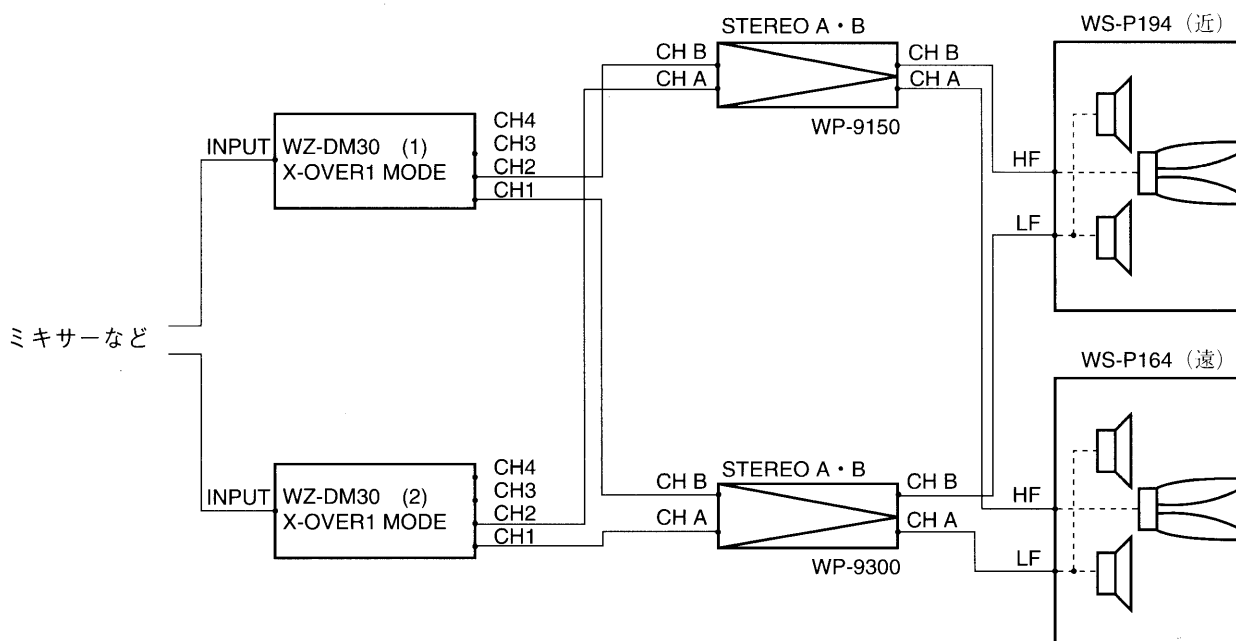 STEREO A・B
WS-P194（近）
CH B
CH A
CH B
CH A
WP-9150
INPUT
WZ-DM30 (1)
X-OVER1 MODE
CH4
CH3
CH2
CH1
HF
LF
ミキサーなど
WS-P164（遠）
INPUT
WZ-DM30 (2)
X-OVER1 MODE
CH4
CH3
CH2
CH1
STEREO A・B
CH B
CH A
CH B
CH A
WP-9300
HF
LF